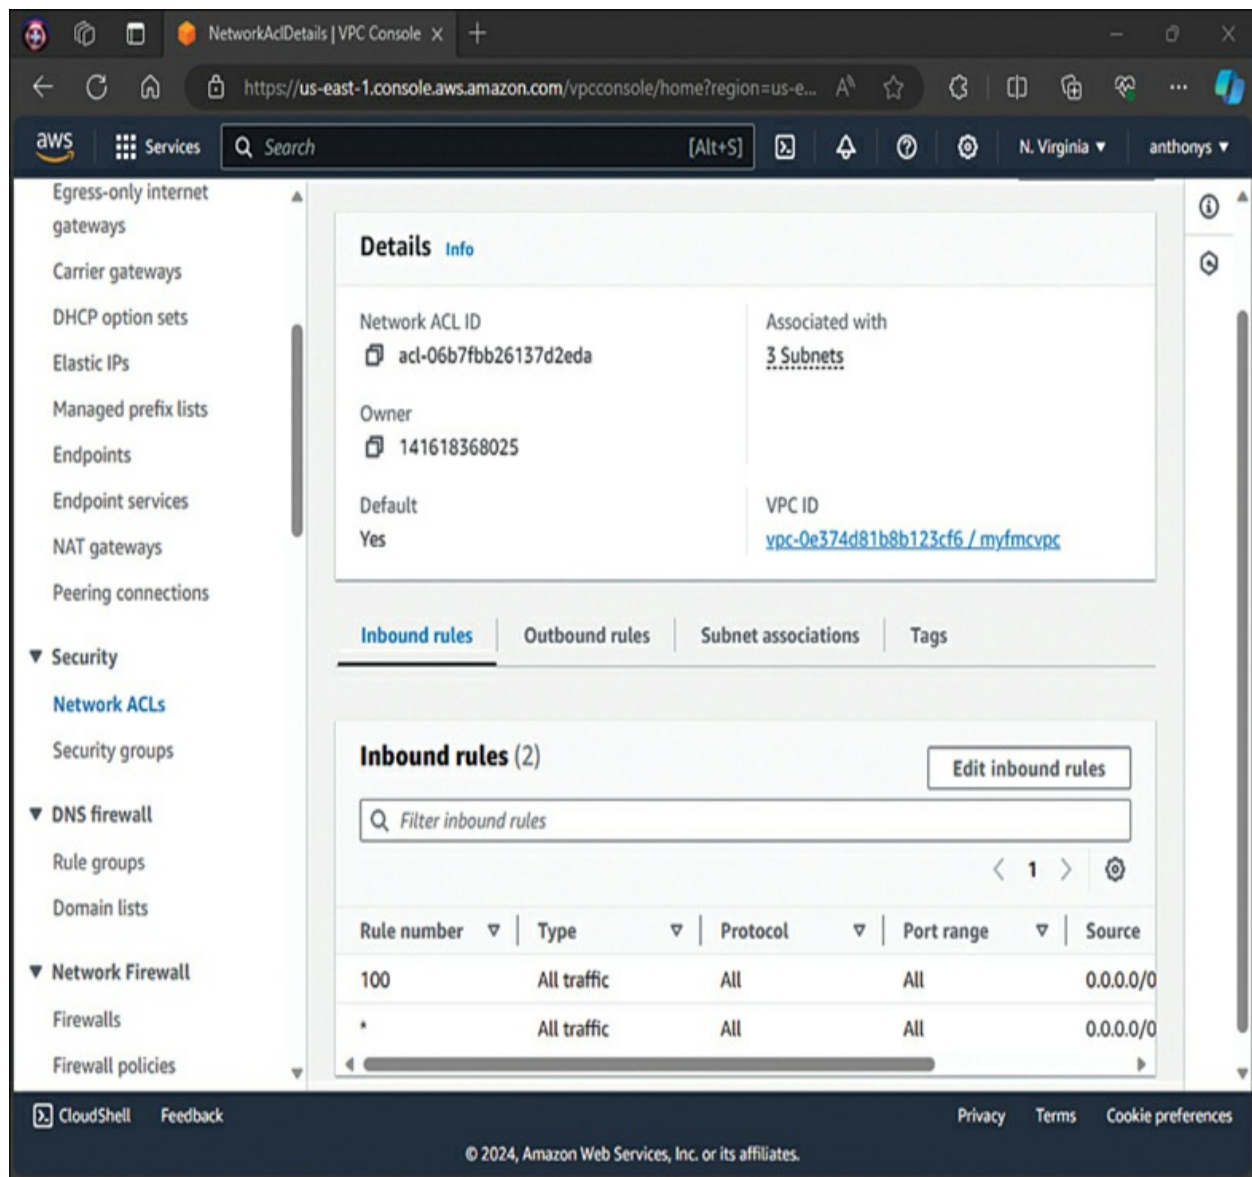 NetworkAclDetails | VPC Console
https://us-east-1.console.aws.amazon.com/vpcconsole/home?region=us-e...
aws
Services
Search
[Alt+S]
N. Virginia
anthonys
Egress-only internet
gateways
Carrier gateways
DHCP option sets
Elastic IPs
Managed prefix lists
Endpoints
Endpoint services
NAT gateways
Peering connections
Security
Network ACLs
Security groups
DNS firewall
Rule groups
Domain lists
Network Firewall
Firewalls
Firewall policies
Details Info
Network ACL ID
acl-06b7fbb26137d2eda
Associated with
3 Subnets
Owner
141618368025
Default
Yes
VPC ID
vpc-0e374d81b8b123cf6 / myfmcvpc
Inbound rules Outbound rules Subnet associations Tags
Inbound rules (2)
Edit inbound rules
Filter inbound rules
1
Rule number Type Protocol Port range Source
100 All traffic All All 0.0.0.0/0
* All traffic All All 0.0.0.0/0
CloudShell Feedback Privacy Terms Cookie preferences
© 2024, Amazon Web Services, Inc. or its affiliates.